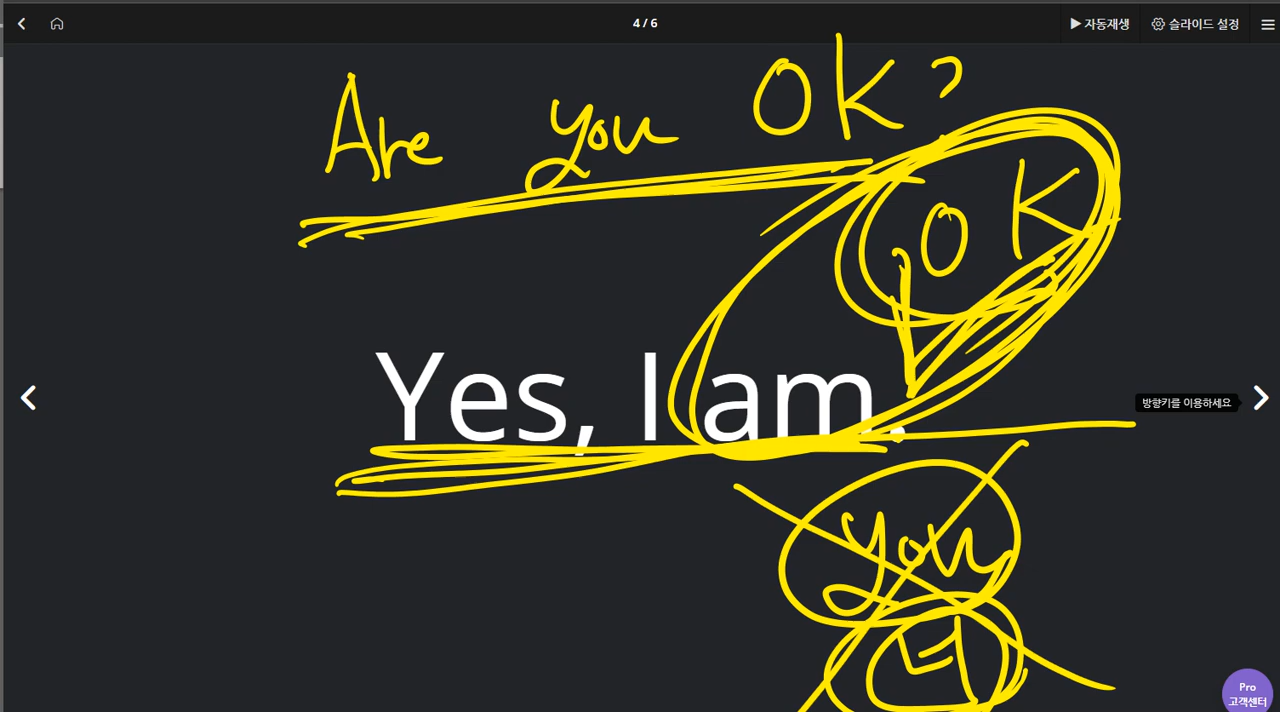 4 / 6
자동재생
슬라이드 설정
Are you OK?
OK
Yes, I am.
방향키를 이용하세요
you
너
Pro
고객센터